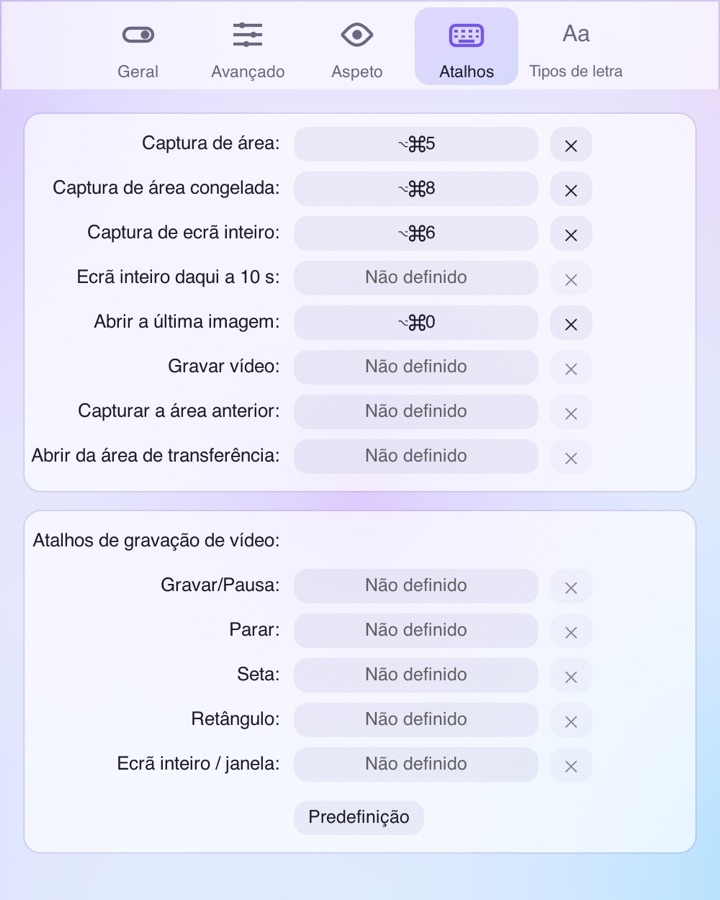 Geral
Avançado
Aspeto
Atalhos
Aa
Tipos de letra
Captura de área: ⌥⌘5
Captura de área congelada: ⌥⌘8
Captura de ecrã inteiro: ⌥⌘6
Ecrã inteiro daqui a 10 s: Não definido
Abrir a última imagem: ⌥⌘0
Gravar vídeo: Não definido
Capturar a área anterior: Não definido
Abrir da área de transferência: Não definido
Atalhos de gravação de vídeo:
Gravar/Pausa: Não definido
Parar: Não definido
Seta: Não definido
Retângulo: Não definido
Ecrã inteiro / janela: Não definido
Predefinição